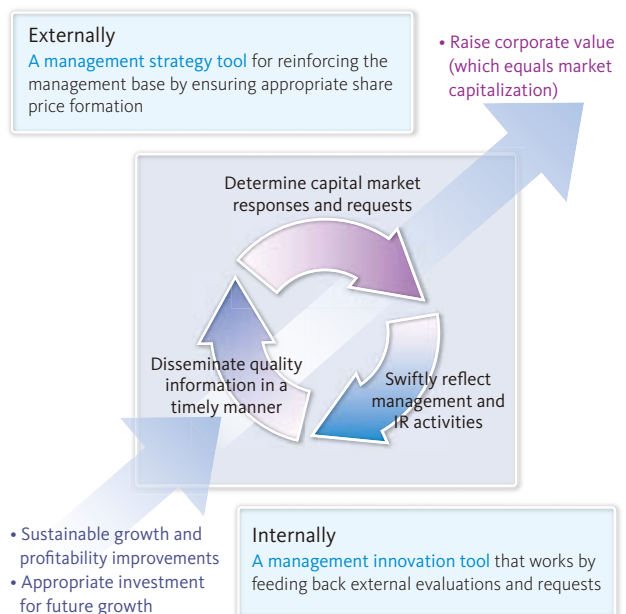 Externally
A management strategy tool for reinforcing the
management base by ensuring appropriate share
price formation
• Raise corporate value
(which equals market
capitalization)
Determine capital market
responses and requests
Disseminate quality
information in a
timely manner
Swiftly reflect
management and
IR activities
• Sustainable growth and
profitability improvements
• Appropriate investment
for future growth
Internally
A management innovation tool that works by
feeding back external evaluations and requests